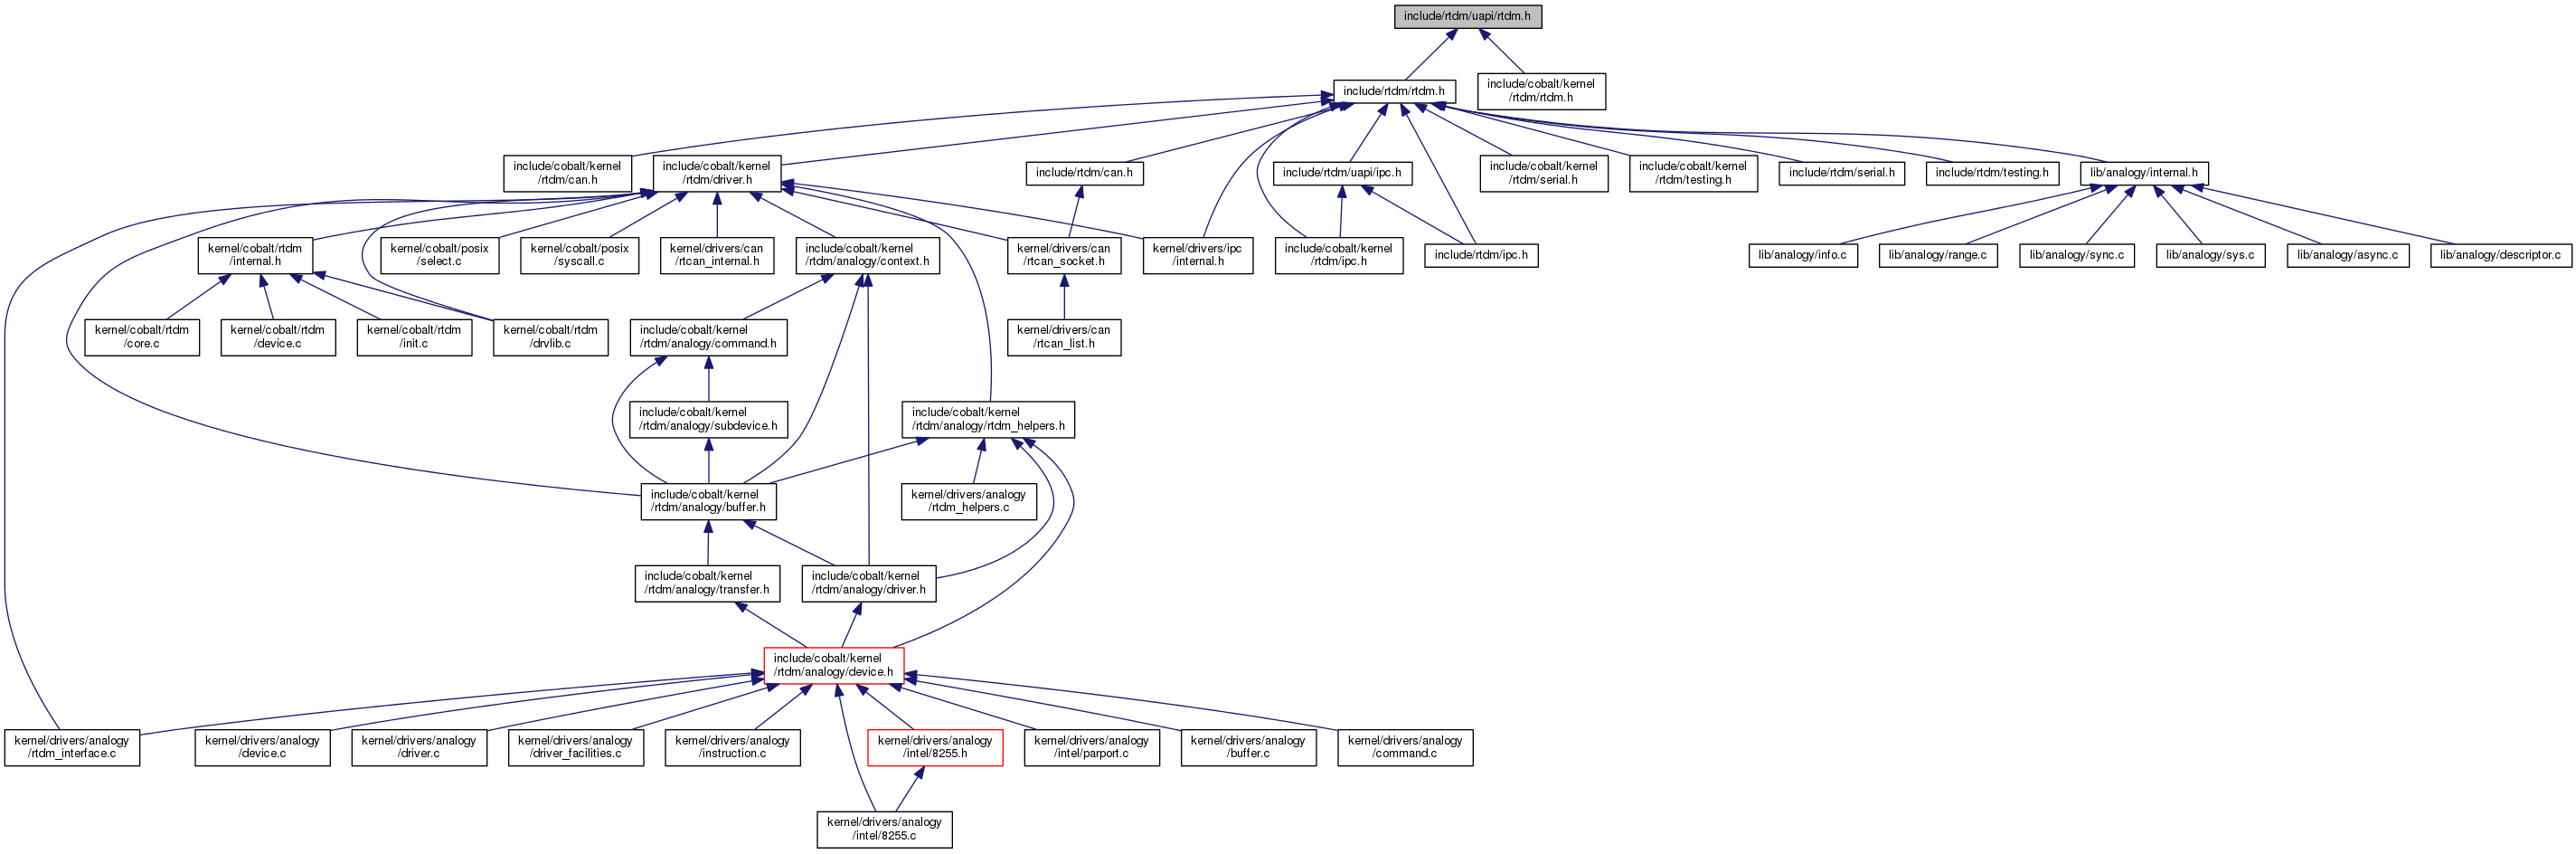 include/rtdm/uapi/rtdm.h
include/rtdm/rtdm.h
include/cobalt/kernel
/rtdm/rtdm.h
include/cobalt/kernel
/rtdm/can.h
include/cobalt/kernel
/rtdm/driver.h
include/rtdm/can.h
include/rtdm/uapi/ipc.h
include/cobalt/kernel
/rtdm/serial.h
include/cobalt/kernel
/rtdm/testing.h
include/rtdm/serial.h
include/rtdm/testing.h
lib/analogy/internal.h
kernel/cobalt/rtdm
/internal.h
kernel/cobalt/posix
/select.c
kernel/cobalt/posix
/syscall.c
kernel/drivers/can
/rtcan_internal.h
include/cobalt/kernel
/rtdm/analogy/context.h
kernel/drivers/can
/rtcan_socket.h
kernel/drivers/ipc
/internal.h
include/cobalt/kernel
/rtdm/ipc.h
include/rtdm/ipc.h
lib/analogy/info.c
lib/analogy/range.c
lib/analogy/sync.c
lib/analogy/sys.c
lib/analogy/async.c
lib/analogy/descriptor.c
kernel/cobalt/rtdm
/core.c
kernel/cobalt/rtdm
/device.c
kernel/cobalt/rtdm
/init.c
kernel/cobalt/rtdm
/drvlib.c
include/cobalt/kernel
/rtdm/analogy/command.h
kernel/drivers/can
/rtcan_list.h
include/cobalt/kernel
/rtdm/analogy/subdevice.h
include/cobalt/kernel
/rtdm/analogy/rtdm_helpers.h
include/cobalt/kernel
/rtdm/analogy/buffer.h
kernel/drivers/analogy
/rtdm_helpers.c
include/cobalt/kernel
/rtdm/analogy/transfer.h
include/cobalt/kernel
/rtdm/analogy/driver.h
include/cobalt/kernel
/rtdm/analogy/device.h
kernel/drivers/analogy
/rtdm_interface.c
kernel/drivers/analogy
/device.c
kernel/drivers/analogy
/driver.c
kernel/drivers/analogy
/driver_facilities.c
kernel/drivers/analogy
/instruction.c
kernel/drivers/analogy
/intel/8255.h
kernel/drivers/analogy
/intel/parport.c
kernel/drivers/analogy
/buffer.c
kernel/drivers/analogy
/command.c
kernel/drivers/analogy
/intel/8255.c